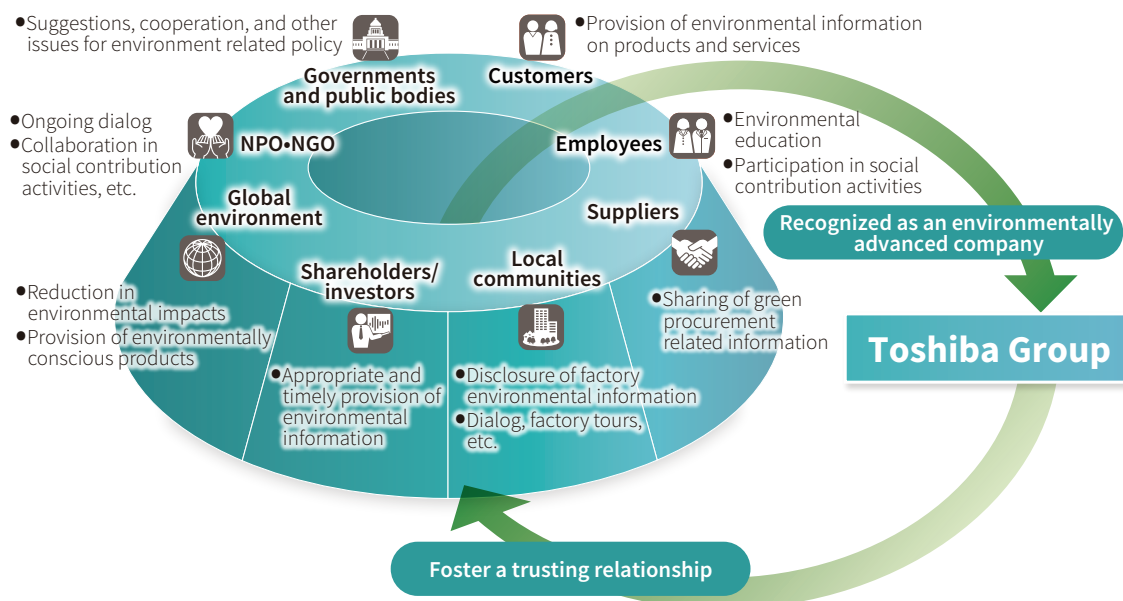 ●Suggestions, cooperation, and other
issues for environment related policy
Governments
and public bodies
●Provision of environmental information
on products and services
Customers
●Ongoing dialog
●Collaboration in
social contribution
activities, etc.
NPO•NGO
Employees
●Environmental
education
●Participation in social
contribution activities
Global
environment
●Reduction in
environmental impacts
●Provision of environmentally
conscious products
Shareholders/
investors
●Appropriate and
timely provision of
environmental
information
Local
communities
●Disclosure of factory
environmental information
●Dialog, factory tours,
etc.
Suppliers
●Sharing of green
procurement
related information
Recognized as an environmentally
advanced company
Toshiba Group
Foster a trusting relationship